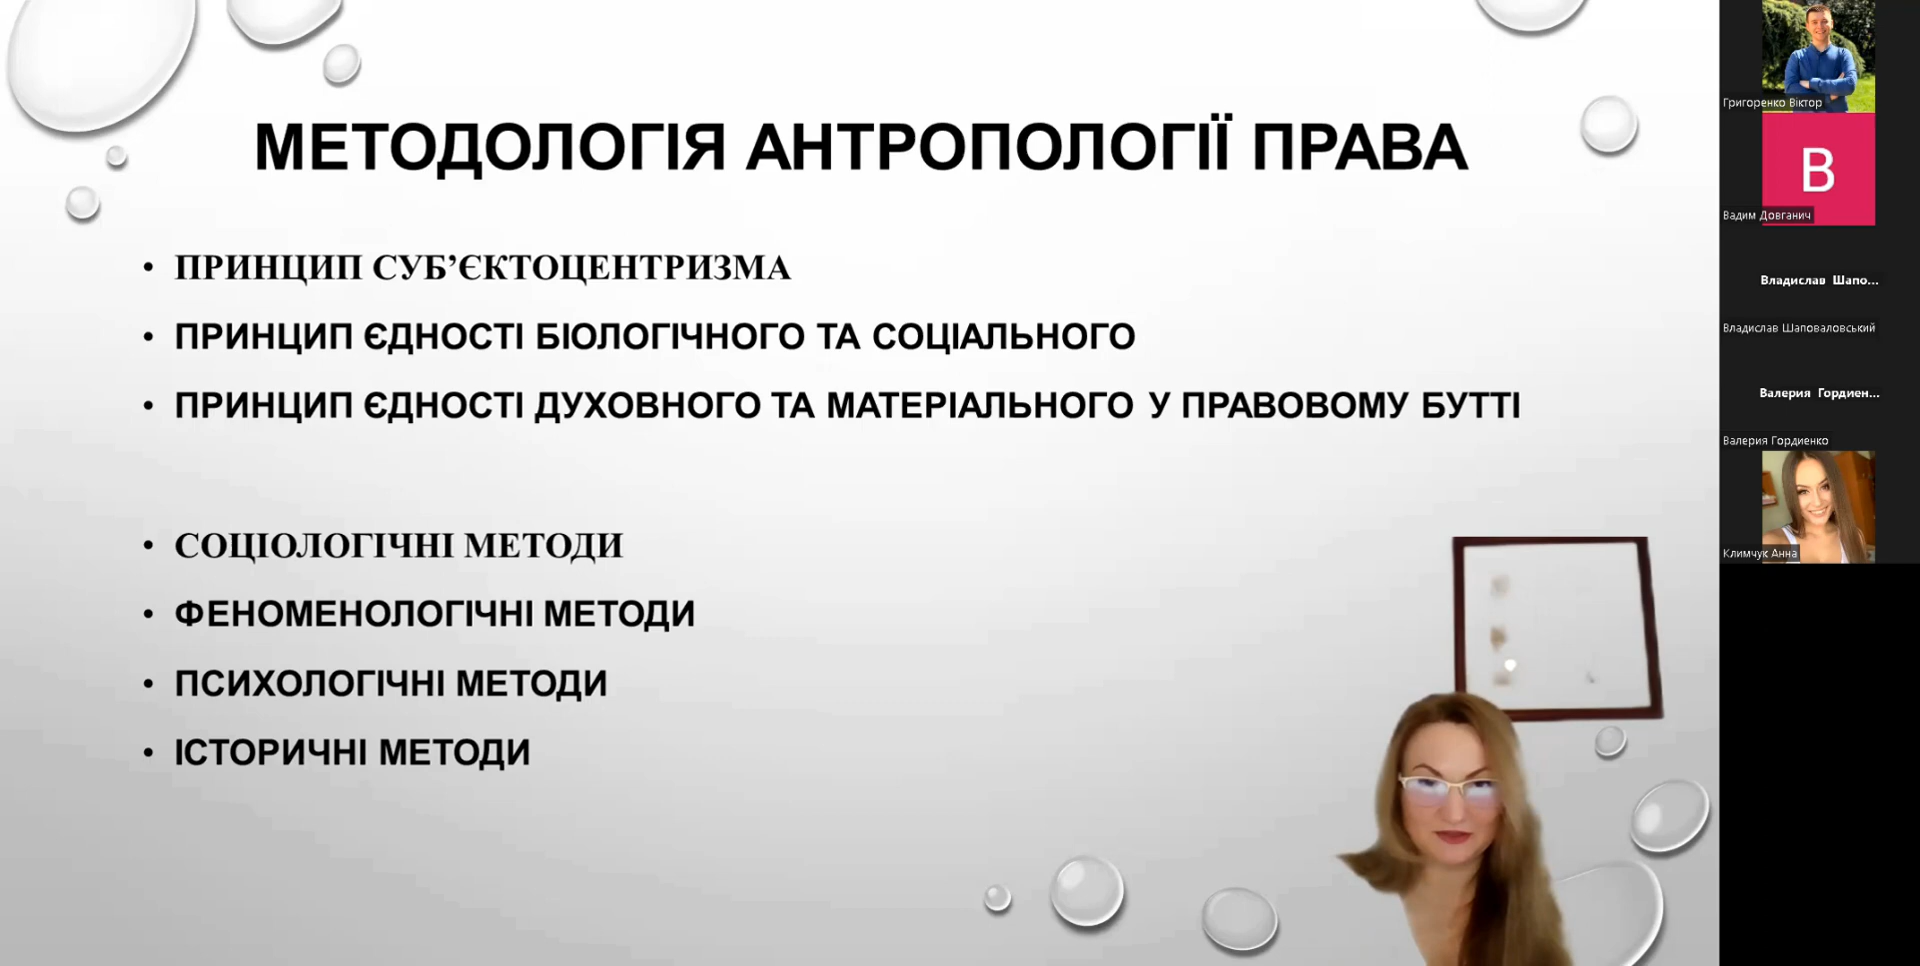 МЕТОДОЛОГІЯ АНТРОПОЛОГІЇ ПРАВА
• ПРИНЦИП СУБ’ЄКТОЦЕНТРИЗМА
• ПРИНЦИП ЄДНОСТІ БІОЛОГІЧНОГО ТА СОЦІАЛЬНОГО
• ПРИНЦИП ЄДНОСТІ ДУХОВНОГО ТА МАТЕРІАЛЬНОГО У ПРАВОВОМУ БУТТІ
• СОЦІОЛОГІЧНІ МЕТОДИ
• ФЕНОМЕНОЛОГІЧНІ МЕТОДИ
• ПСИХОЛОГІЧНІ МЕТОДИ
• ІСТОРИЧНІ МЕТОДИ
Григоренко Віктор
В
Вадим Довганич
Владислав Шапо...
Владислав Шаповаловський
Валерия Гордиен...
Валерия Гордиенко
Климчук Анна